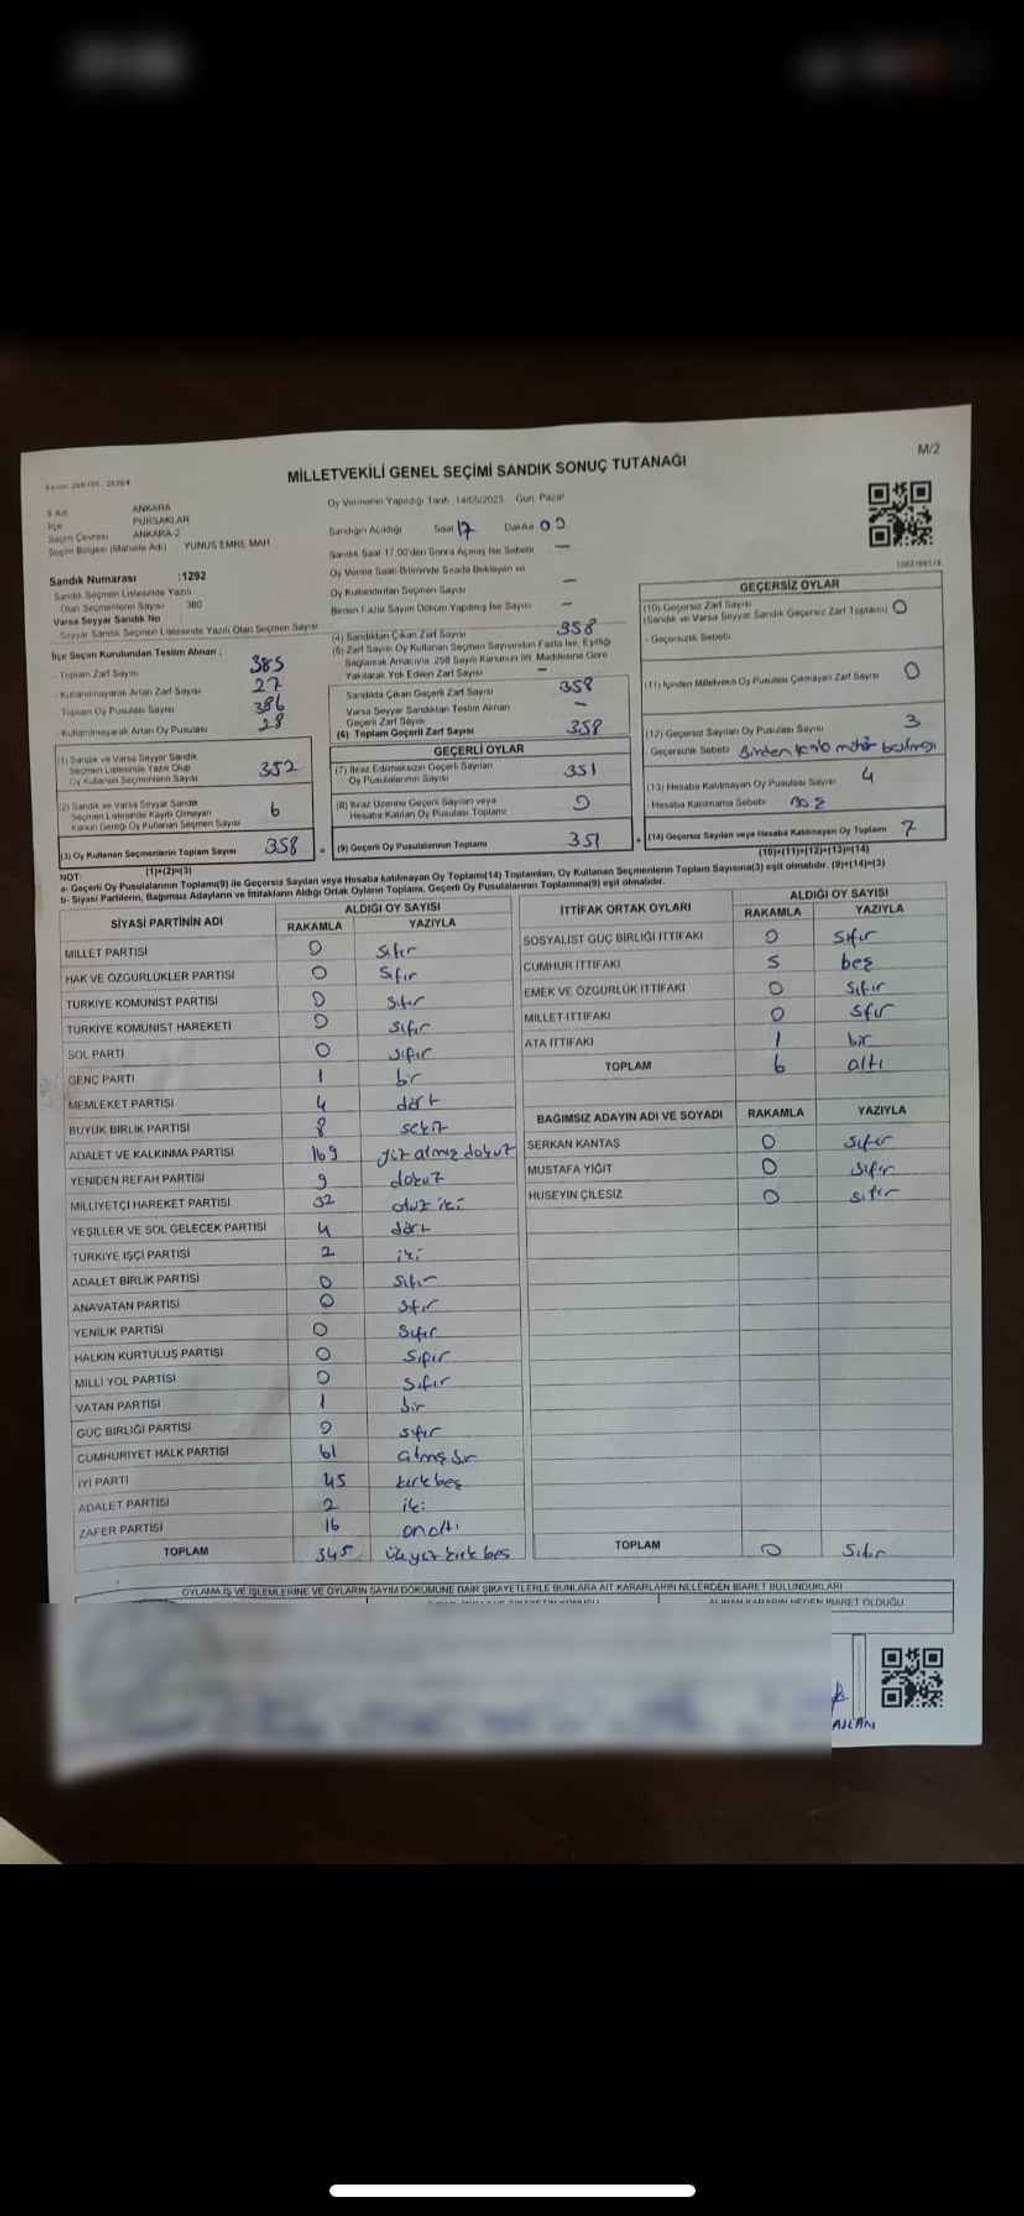 M/2
MİLLETVEKİLİ GENEL SEÇİMİ SANDIK SONUÇ TUTANAĞI
ANKARA
İlçe PURSAKLAR
Seçim Çevresi ANKARA-2
Seçim Bölgesi (Mahalle Adı) YUNUS EMRE MAH
Sandık Numarası :1292
Sandık Seçmen Listesinde Yazılı
Olan Seçmenlerin Sayısı 380
Varsa Seyyar Sandık No
Seyyar Sandık Seçmen Listesinde Yazılı Olan Seçmen Sayısı
İlçe Seçim Kurulundan Teslim Alınan :
- Toplam Zarf Sayısı 385
- Kullanılmayarak Artan Zarf Sayısı 27
- Toplam Oy Pusulası Sayısı 386
- Kullanılmayarak Artan Oy Pusulası 28
(1) Sandık ve Varsa Seyyar Sandık
Seçmen Listesinde Yazılı Olup
Oy Kullanan Seçmenlerin Sayısı 352
(2) Sandık ve Varsa Seyyar Sandık
Seçmen Listesinde Kayıtlı Olmayan
Kanun Gereği Oy Kullanan Seçmen Sayısı 6
(3) Oy Kullanan Seçmenlerin Toplam Sayısı 358
(1)+(2)=(3)
Oy Vermenin Yapıldığı Tarih : 14/05/2023 Gün: Pazar
Sandığın Açıldığı Saat 17 Dakika 09
Sandık Saat 17.00'den Sonra Açılmış İse Sebebi —
Oy Verme Saati Bitiminde Sırada Bekleyen ve
Oy Kullandırılan Seçmen Sayısı —
Birden Fazla Sayım Döküm Yapılmış İse Sayısı —
(4) Sandıktan Çıkan Zarf Sayısı 358
(5) Zarf Sayısı Oy Kullanan Seçmen Sayısından Fazla İse, Eşitliği
Sağlamak Amacıyla 298 Sayılı Kanunun Maddesine Göre
Yakılarak Yok Edilen Zarf Sayısı —
Sandıkta Çıkan Geçerli Zarf Sayısı 358
Varsa Seyyar Sandıktan Teslim Alınan
Geçerli Zarf Sayısı —
(6) Toplam Geçerli Zarf Sayısı 358
GEÇERLİ OYLAR
(7) İtiraz Edilmeksizin Geçerli Sayılan
Oy Pusulalarının Sayısı 351
(8) İtiraz Üzerine Geçerli Sayılan veya
Hesaba Katılan Oy Pusulası Toplamı 0
(9) Geçerli Oy Pusulalarının Toplamı 351
GEÇERSİZ OYLAR
(10) Geçersiz Zarf Sayısı
(Sandık ve Varsa Seyyar Sandık Geçersiz Zarf Toplamı) 0
- Geçersizlik Sebebi
(11) İçinden Milletvekili Oy Pusulası Çıkmayan Zarf Sayısı 0
(12) Geçersiz Sayılan Oy Pusulası Sayısı 3
Geçersizlik Sebebi Birden fazla mühür
(13) Hesaba Katılmayan Oy Pusulası Sayısı 4
- Hesaba Katılmama Sebebi boş
(14) Geçersiz Sayılan veya Hesaba Katılmayan Oy Toplamı 7
(10)+(11)+(12)+(13)=(14)
NOT:
a- Geçerli Oy Pusulalarının Toplamı(9) ile Geçersiz Sayılan veya Hesaba katılmayan Oy Toplamı(14) Toplamları, Oy Kullanan Seçmenlerin Toplam Sayısına(3) eşit olmalıdır. (9)+(14)=(3)
b- Siyasi Partilerin, Bağımsız Adayların ve İttifakların Aldığı Ortak Oyların Toplamı, Geçerli Oy Pusulalarının Toplamına(9) eşit olmalıdır.
SİYASİ PARTİNİN ADI ALDIĞI OY SAYISI
RAKAMLA YAZIYLA
MİLLET PARTİSİ 0 sıfır
HAK VE ÖZGÜRLÜKLER PARTİSİ 0 sıfır
TÜRKİYE KOMÜNİST PARTİSİ 0 sıfır
TÜRKİYE KOMÜNİST HAREKETİ 0 sıfır
SOL PARTİ 0 sıfır
GENÇ PARTİ 1 bir
MEMLEKET PARTİSİ 4 dört
BÜYÜK BİRLİK PARTİSİ 8 sekiz
ADALET VE KALKINMA PARTİSİ 169 yüz atmış dokuz
YENİDEN REFAH PARTİSİ 9 dokuz
MİLLİYETÇİ HAREKET PARTİSİ 32 otuz iki
YEŞİLLER VE SOL GELECEK PARTİSİ 4 dört
TÜRKİYE İŞÇİ PARTİSİ 2 iki
ADALET BİRLİK PARTİSİ 0 sıfır
ANAVATAN PARTİSİ 0 sıfır
YENİLİK PARTİSİ 0 sıfır
HALKIN KURTULUŞ PARTİSİ 0 sıfır
MİLLİ YOL PARTİSİ 0 sıfır
VATAN PARTİSİ 1 bir
GÜÇ BİRLİĞİ PARTİSİ 0 sıfır
CUMHURİYET HALK PARTİSİ 61 atmış bir
İYİ PARTİ 45 kırk beş
ADALET PARTİSİ 2 iki
ZAFER PARTİSİ 16 onaltı
TOPLAM 345 üçyüz kırk beş
İTTİFAK ORTAK OYLARI ALDIĞI OY SAYISI
RAKAMLA YAZIYLA
SOSYALİST GÜÇ BİRLİĞİ İTTİFAKI 0 sıfır
CUMHUR İTTİFAKI 5 beş
EMEK VE ÖZGÜRLÜK İTTİFAKI 0 sıfır
MİLLET İTTİFAKI 0 sıfır
ATA İTTİFAKI 1 bir
TOPLAM 6 altı
BAĞIMSIZ ADAYIN ADI VE SOYADI RAKAMLA YAZIYLA
SERKAN KANTAŞ 0 sıfır
MUSTAFA YİĞİT 0 sıfır
HÜSEYİN ÇİLESİZ 0 sıfır
TOPLAM 0 sıfır
OYLAMA İŞ VE İŞLEMLERİNE VE OYLARIN SAYIM DÖKÜMÜNE DAİR ŞİKAYETLERLE BUNLARA AİT KARARLARIN NELERDEN İBARET BULUNDUKLARI
ALINAN KARARIN NEDEN İBARET OLDUĞU